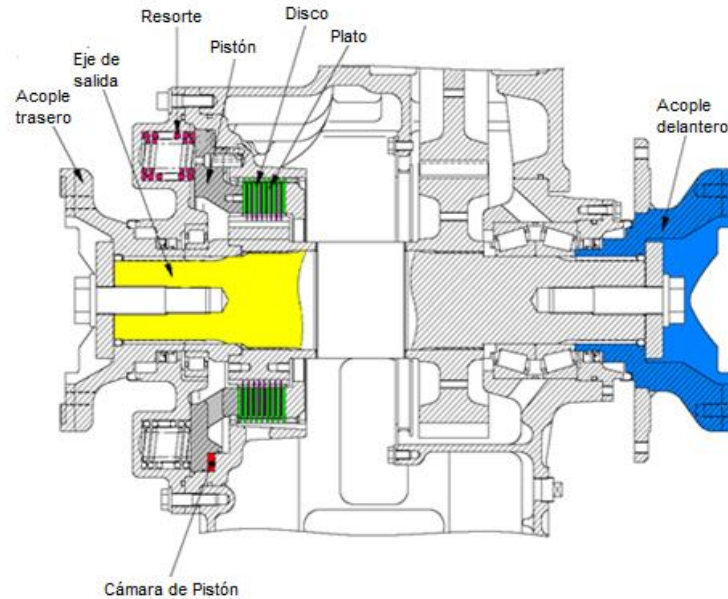 Resorte
Disco
Plato
Pistón
Eje de
salida
Acople
trasero
Acople
delantero
Cámara de Pistón